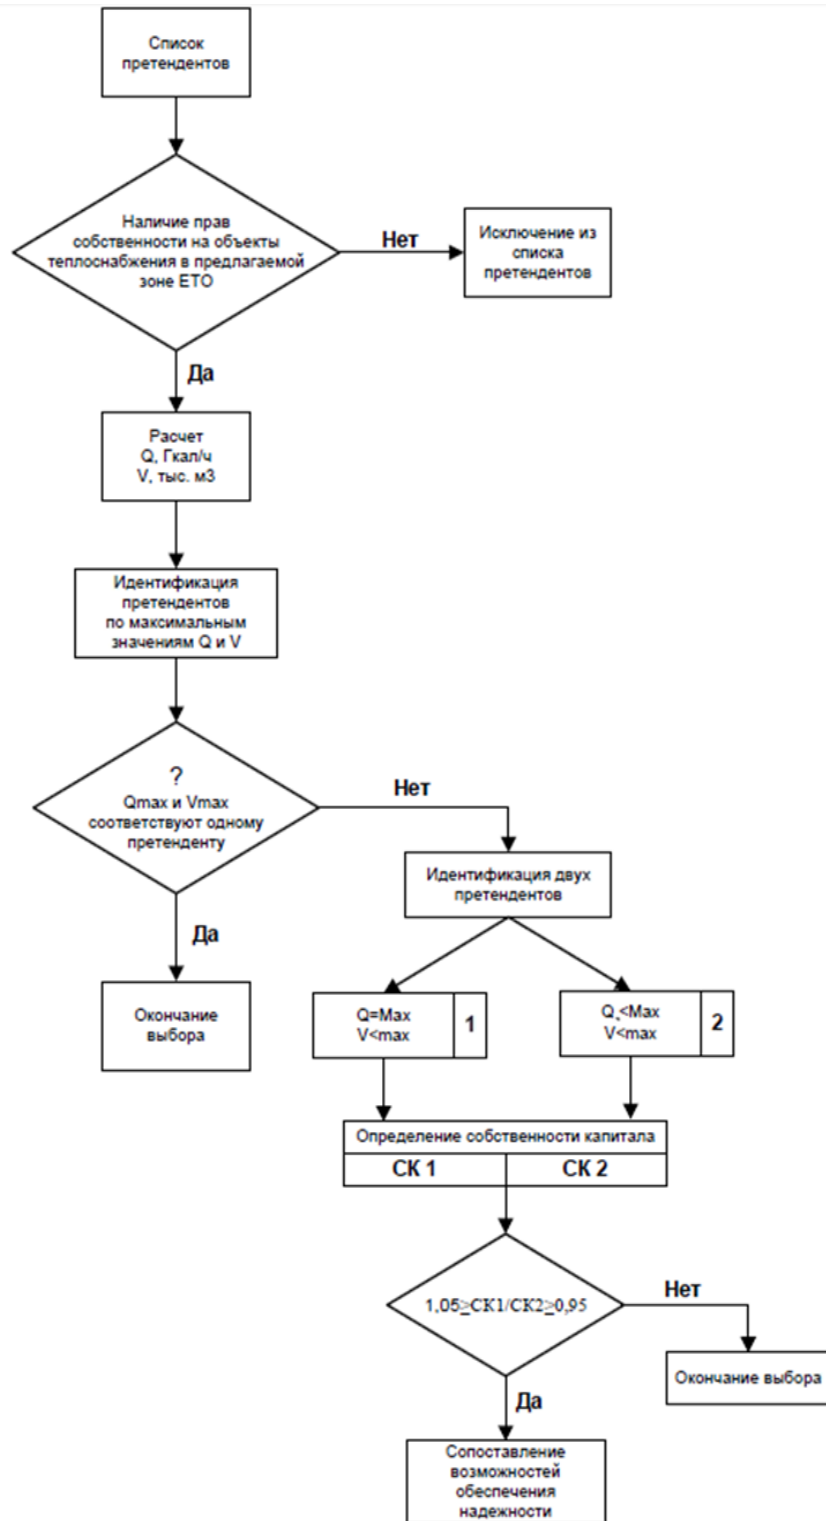 Список
претендентов
Наличие прав
собственности на объекты
теплоснабжения в предлагаемой
зоне ЕТО
Нет
Исключение из
списка
претендентов
Да
Расчет
Q, Гкал/ч
V, тыс. м3
Идентификация
претендентов
по максимальным
значениям Q и V
?
Qmax и Vmax
соответствуют одному
претенденту
Нет
Идентификация двух
претендентов
Да
Окончание
выбора
Q=Max
V<max
1
Q,<Max
V<max
2
Определение собственности капитала
СК 1
СК 2
1,05≥СК1/СК2≥0,95
Нет
Окончание выбора
Да
Сопоставление
возможностей
обеспечения
надежности